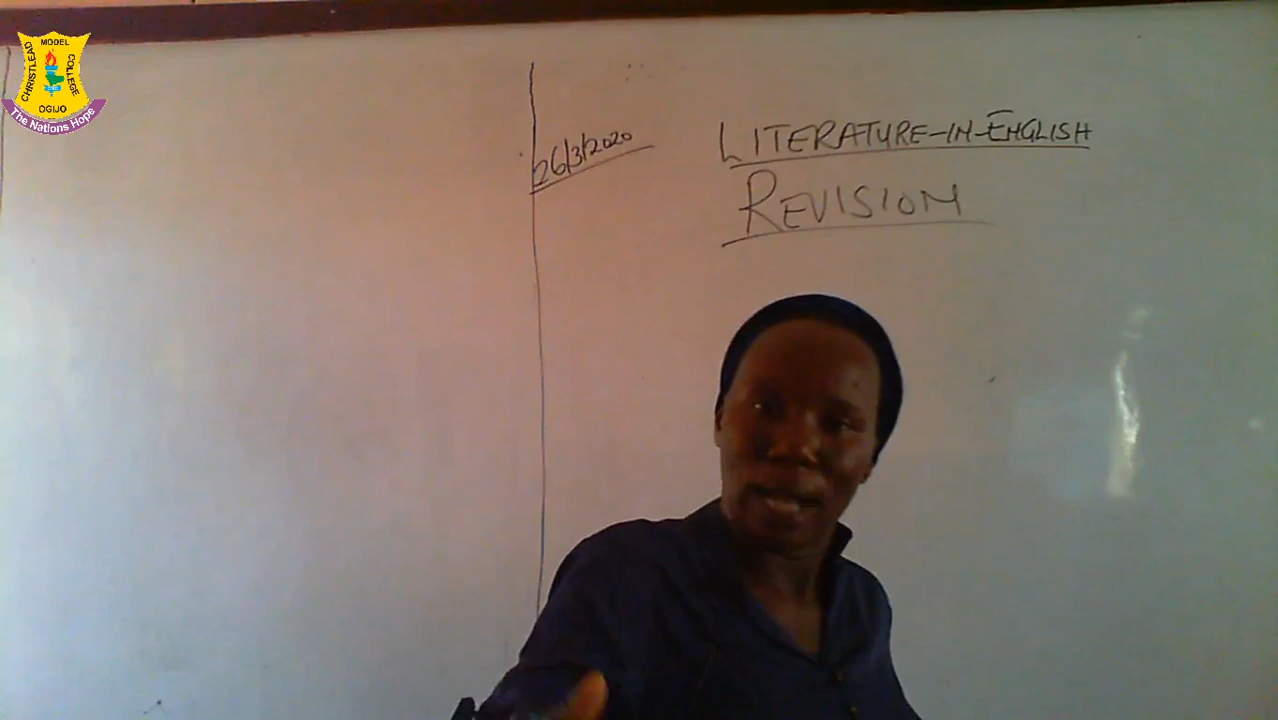 MODEL
CHRISTLEAD
COLLEGE
OGIJO
The Nations Hope
26/3/2020
LITERATURE-IN-ENGLISH
REVISION